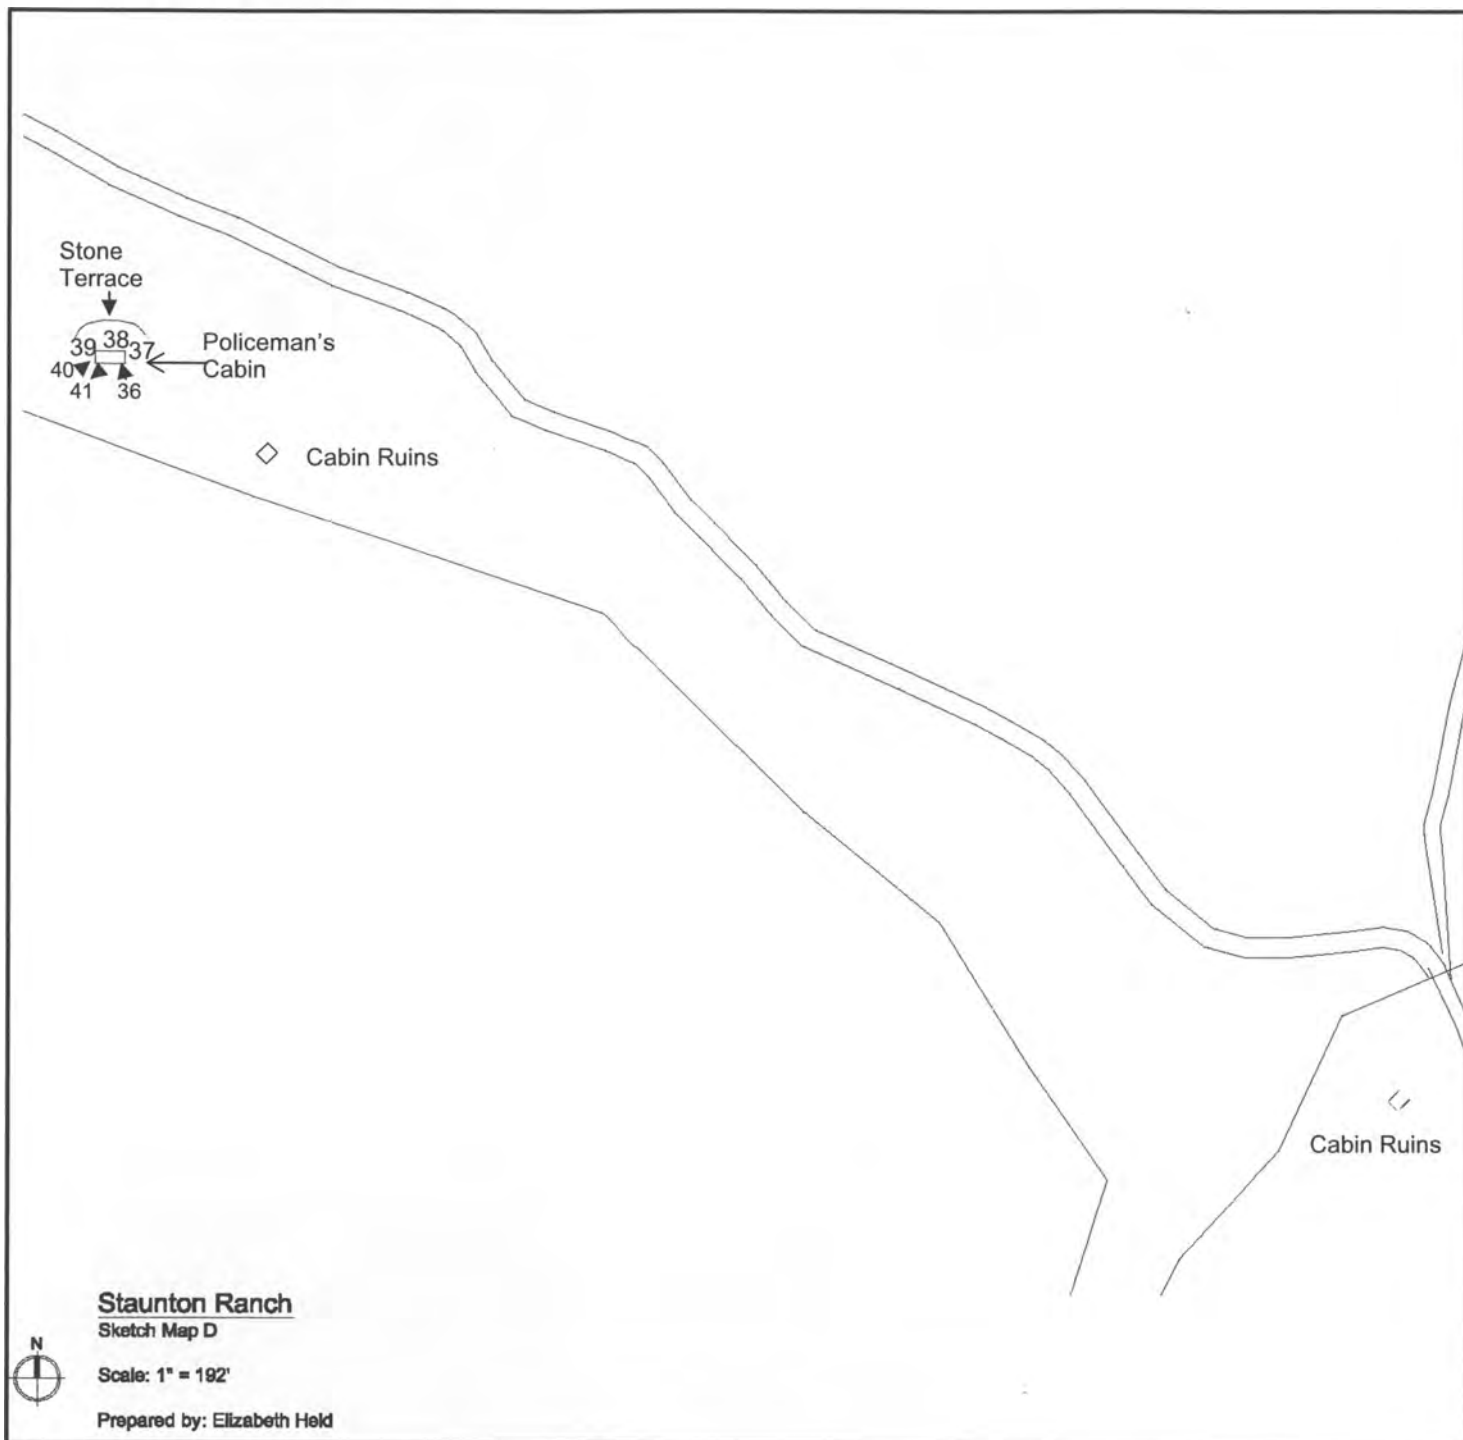 Stone
Terrace
38
39
37
Policeman's
Cabin
40
41
36
Cabin Ruins
Cabin Ruins
Staunton Ranch
Sketch Map D
N
Scale: 1" = 192'
Prepared by: Elizabeth Held